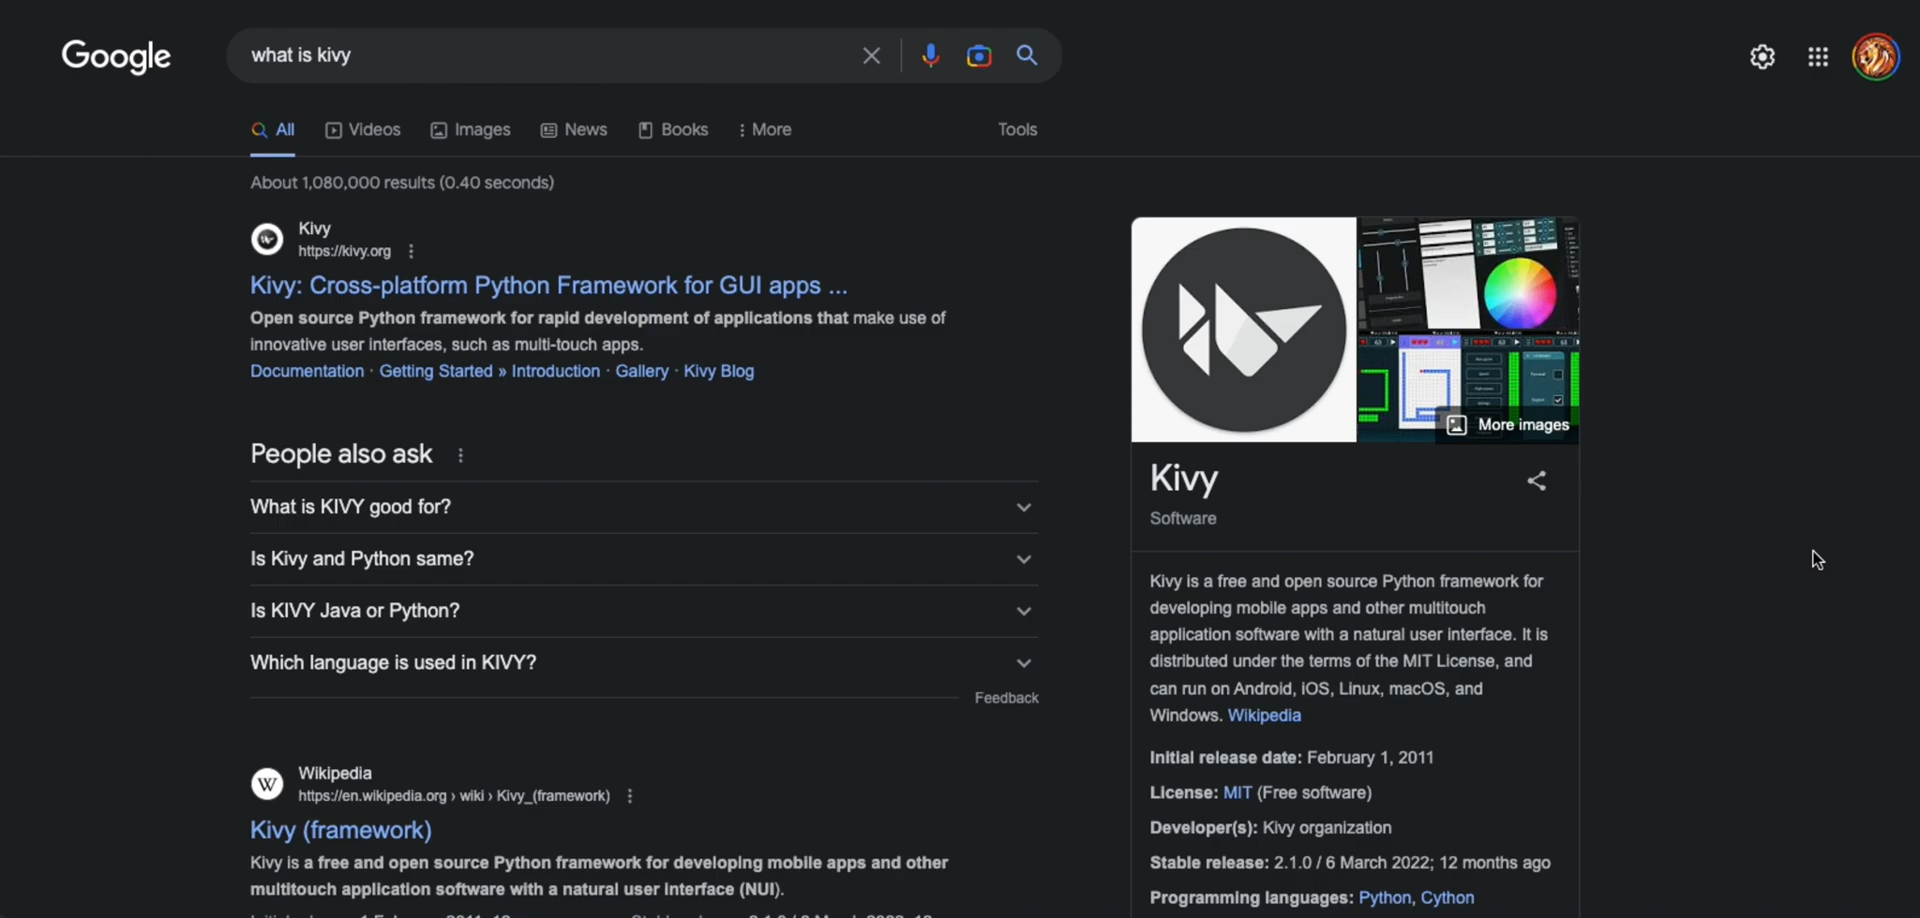 Google
what is kivy
All
Videos
Images
News
Books
More
Tools
About 1,080,000 results (0.40 seconds)
Kivy
https://kivy.org
Kivy: Cross-platform Python Framework for GUI apps ...
Open source Python framework for rapid development of applications that make use of
innovative user interfaces, such as multi-touch apps.
Documentation · Getting Started » Introduction · Gallery · Kivy Blog
People also ask
What is KIVY good for?
Is Kivy and Python same?
Is KIVY Java or Python?
Which language is used in KIVY?
Feedback
W
Wikipedia
https://en.wikipedia.org › wiki › Kivy_(framework)
Kivy (framework)
Kivy is a free and open source Python framework for developing mobile apps and other
multitouch application software with a natural user interface (NUI).
More images
Kivy
Software
Kivy is a free and open source Python framework for
developing mobile apps and other multitouch
application software with a natural user interface. It is
distributed under the terms of the MIT License, and
can run on Android, iOS, Linux, macOS, and
Windows. Wikipedia
Initial release date: February 1, 2011
License: MIT (Free software)
Developer(s): Kivy organization
Stable release: 2.1.0 / 6 March 2022; 12 months ago
Programming languages: Python, Cython